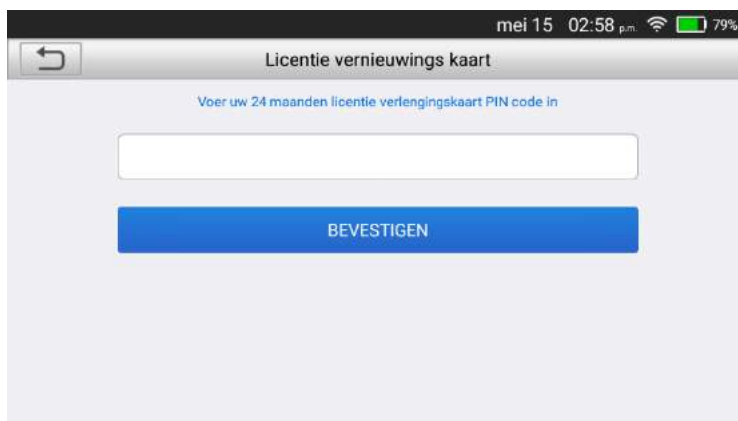 mei 15 02:58 p.m. 79%
Licentie vernieuwings kaart
Voer uw 24 maanden licentie verlengingskaart PIN code in
BEVESTIGEN